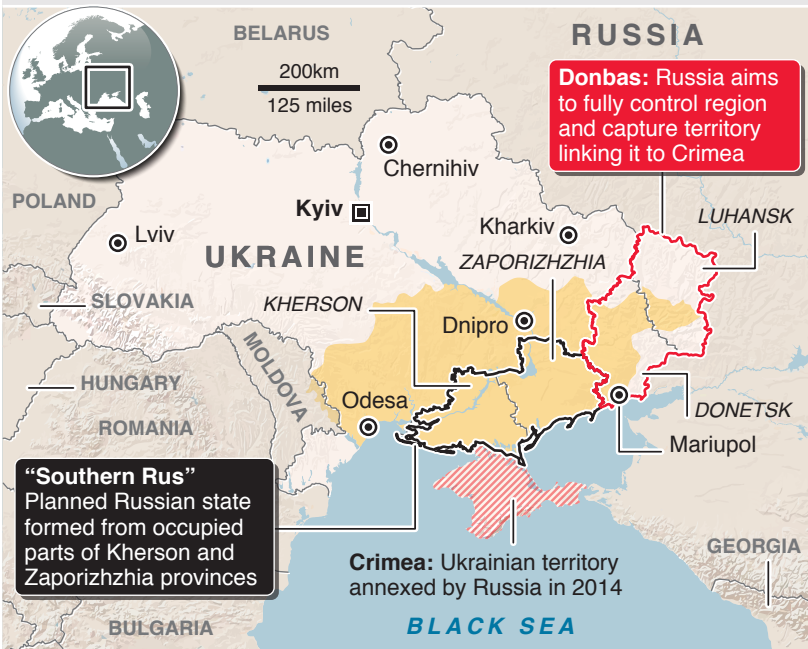 BELARUS
RUSSIA
200km
125 miles
Donbas: Russia aims
to fully control region
and capture territory
linking it to Crimea
Chernihiv
POLAND
Kyiv
Kharkiv
LUHANSK
Lviv
UKRAINE
ZAPORIZHZHIA
SLOVAKIA
KHERSON
Dnipro
MOLDOVA
HUNGARY
Odesa
DONETSK
ROMANIA
Mariupol
“Southern Rus”
Planned Russian state
formed from occupied
parts of Kherson and
Zaporizhzhia provinces
Crimea: Ukrainian territory
annexed by Russia in 2014
GEORGIA
BULGARIA
BLACK SEA